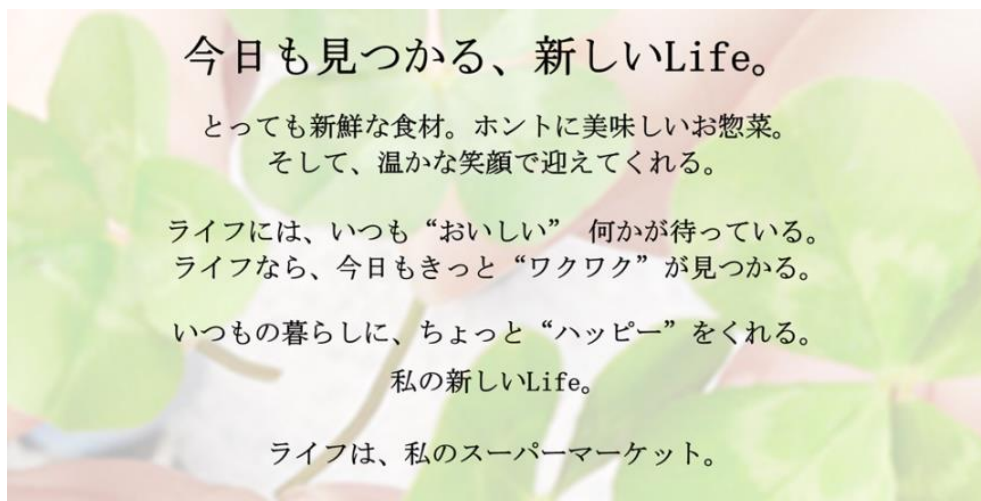 今日も見つかる、新しいLife。
とっても新鮮な食材。ホントに美味しいお惣菜。
そして、温かな笑顔で迎えてくれる。
ライフには、いつも“おいしい” 何かが待っている。
ライフなら、今日もきっと“ワクワク”が見つかる。
いつもの暮らしに、ちょっと“ハッピー”をくれる。
私の新しいLife。
ライフは、私のスーパーマーケット。